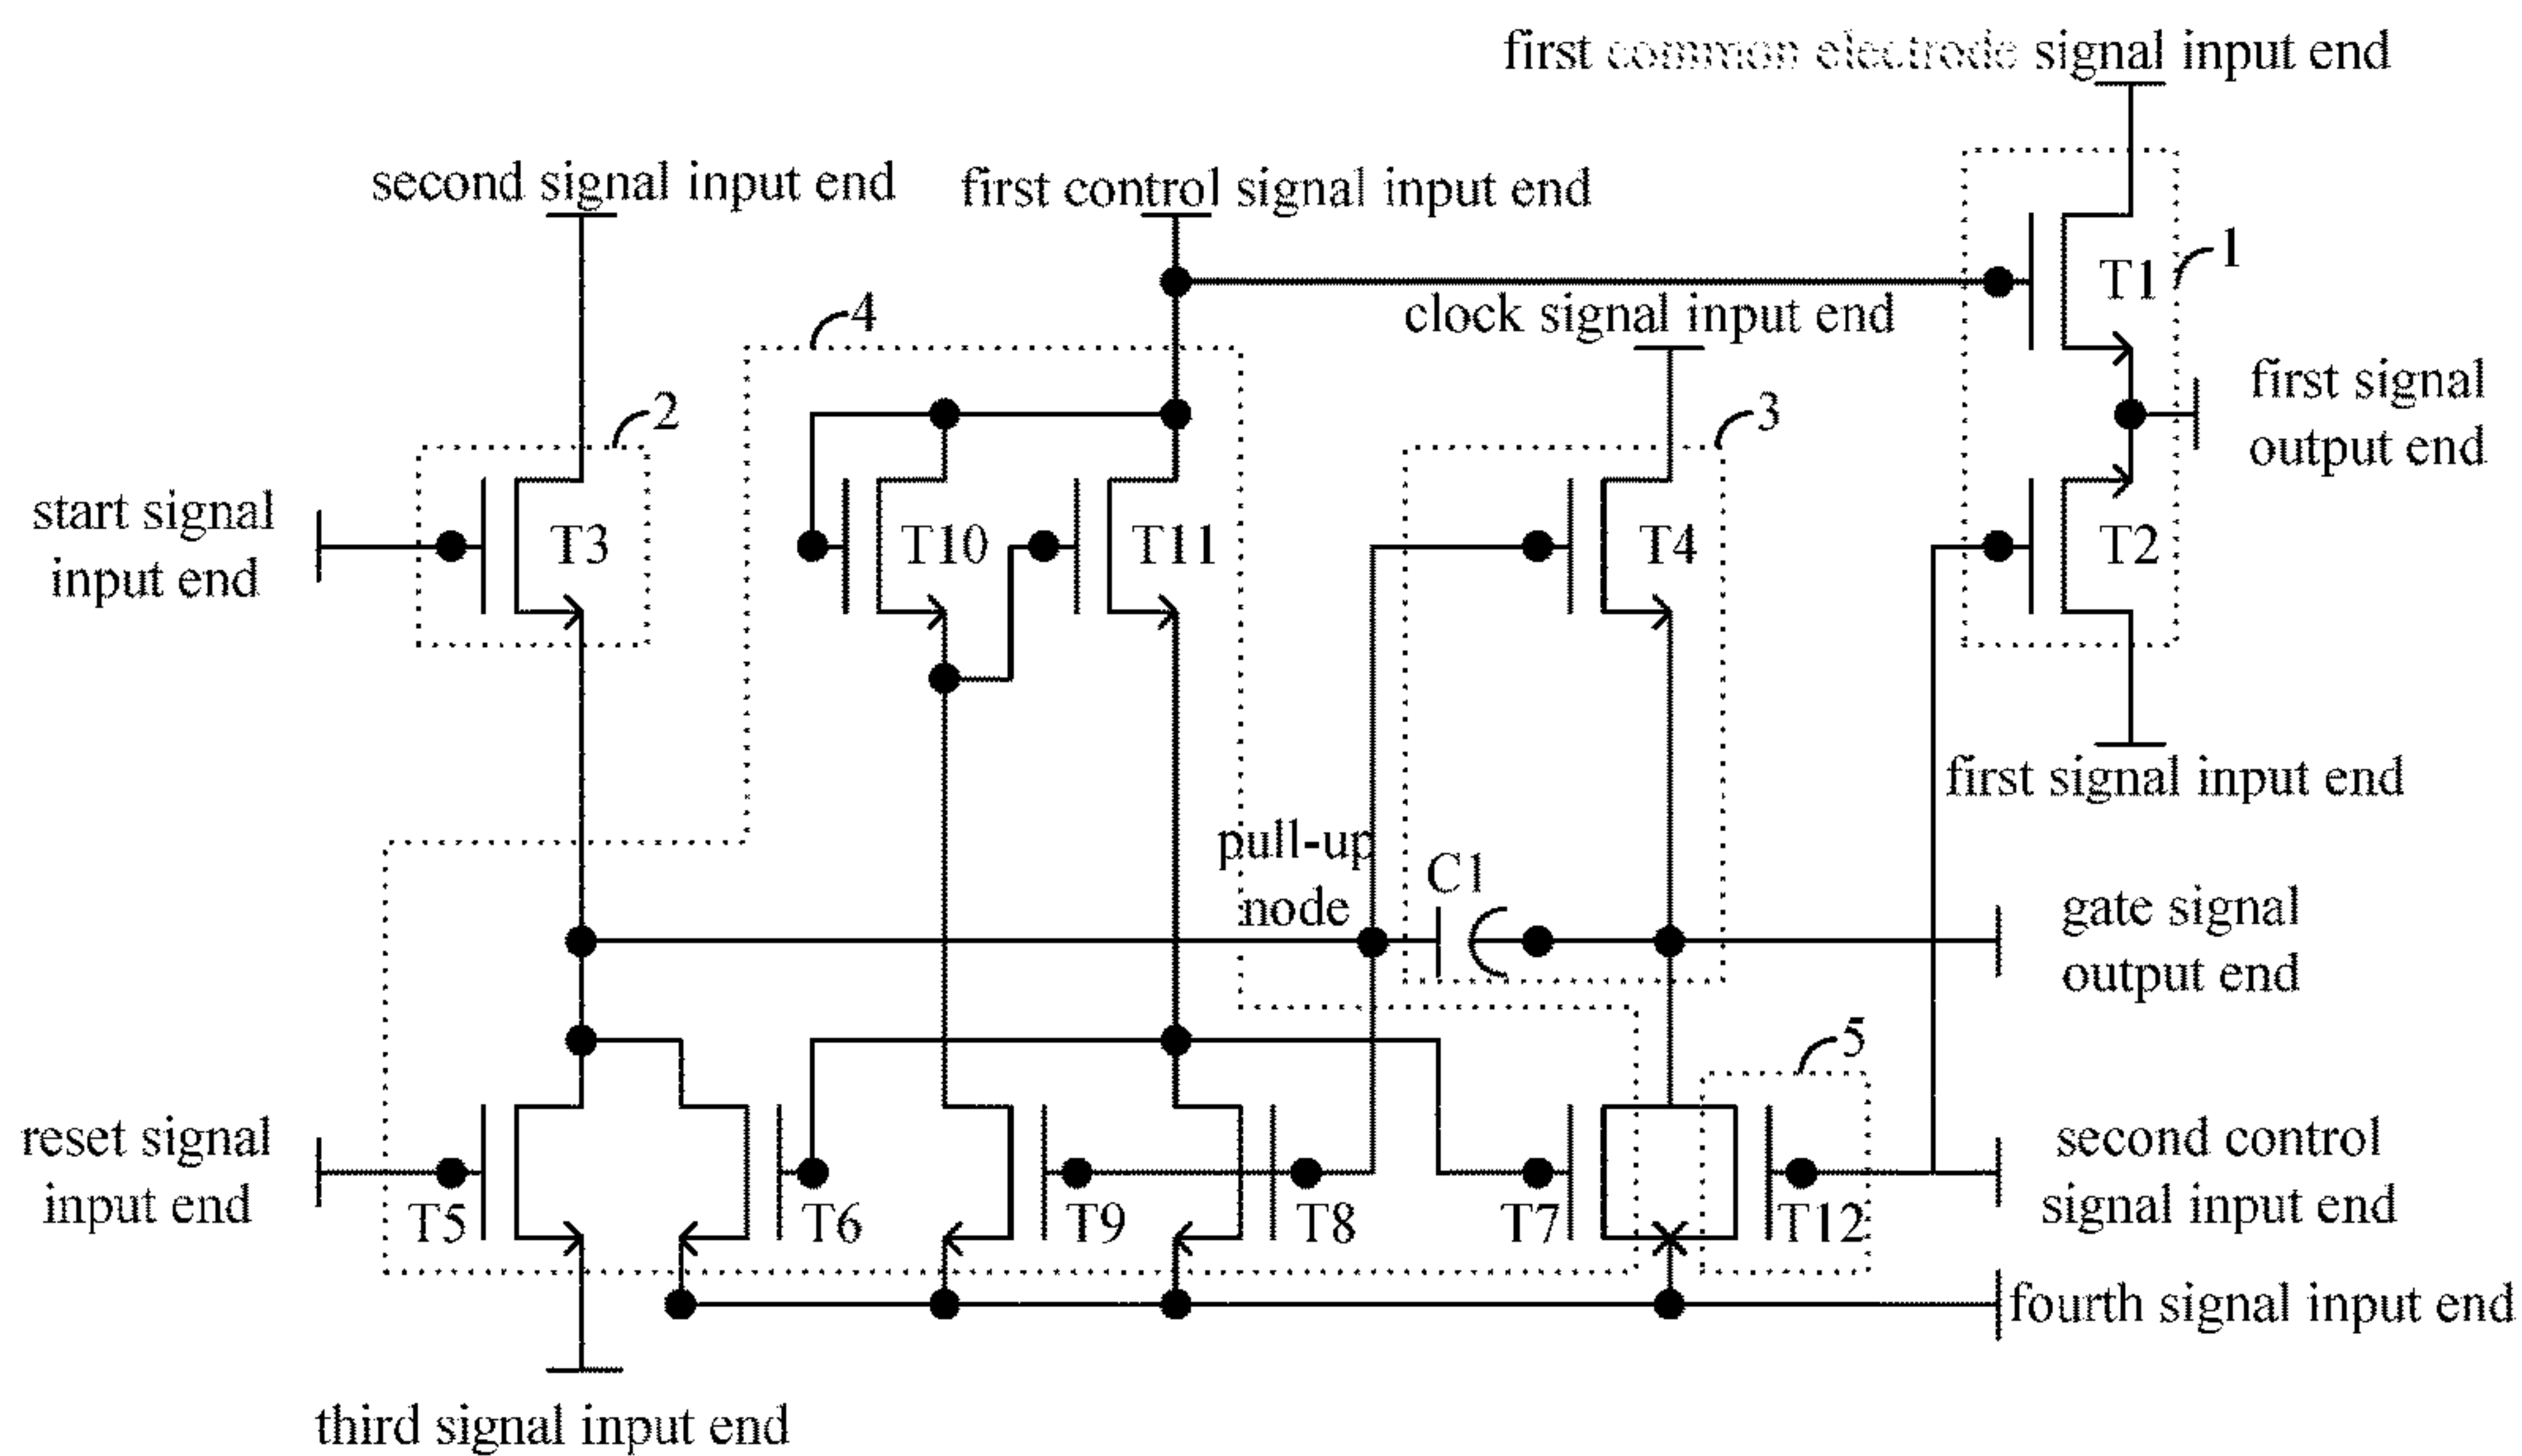 first common electrode signal input end
second signal input end
first control signal input end
1
T1
4
clock signal input end
first signal
output end
2
3
start signal
input end
T3
T10
T11
T4
T2
first signal input end
pull-up
node
C1
gate signal
output end
5
reset signal
input end
second control
signal input end
T5
T6
T9
T8
T7
T12
fourth signal input end
third signal input end